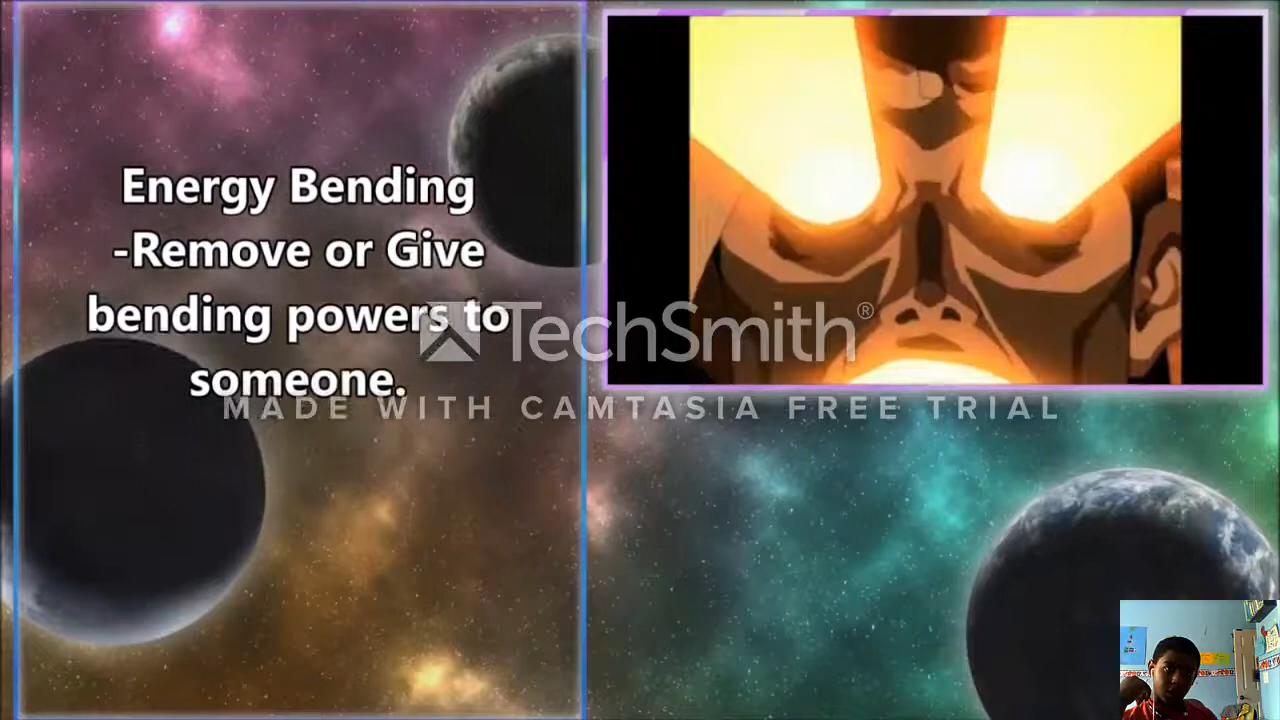 Energy Bending
-Remove or Give
bending powers to
someone.
TechSmith®
MADE WITH CAMTASIA FREE TRIAL